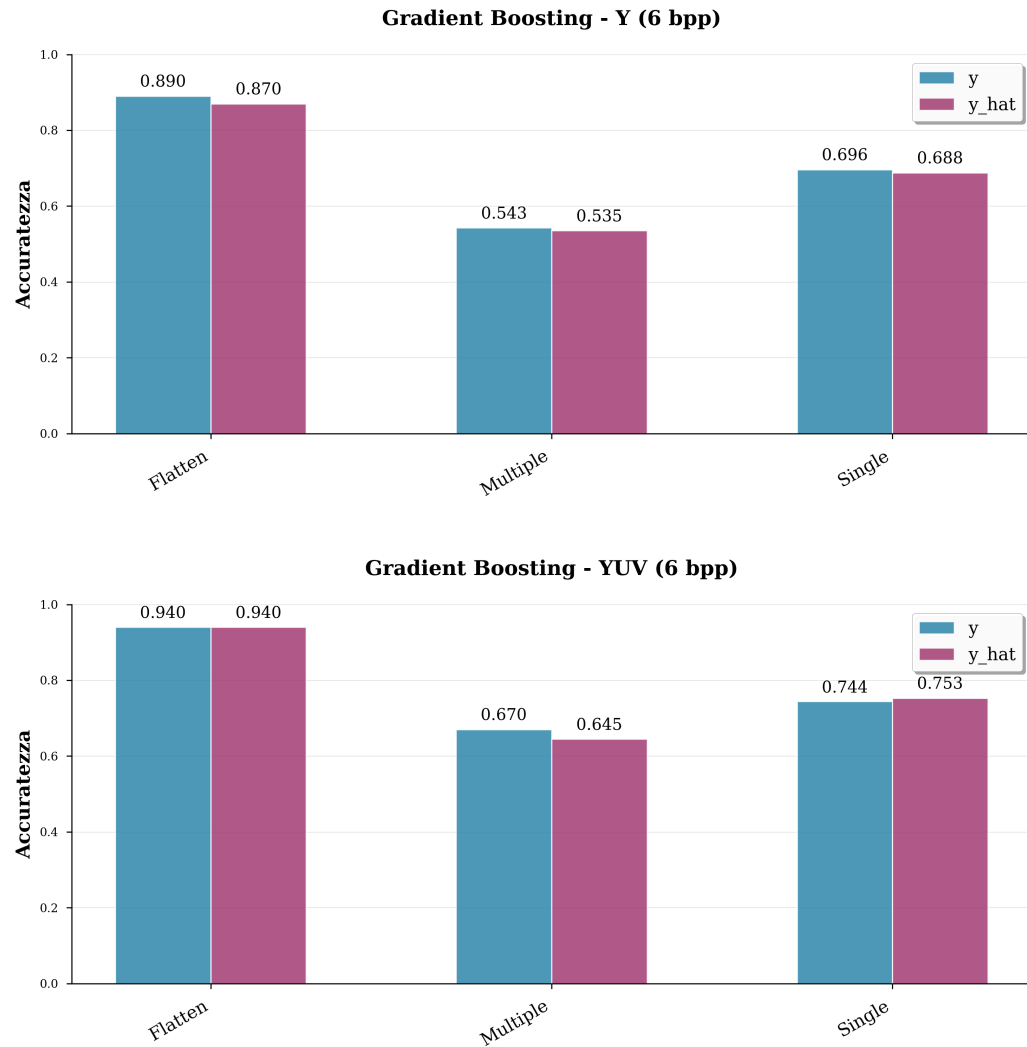 Gradient Boosting - Y (6 bpp)
1.0
0.8
0.6
0.4
0.2
0.0
Accuratezza
0.890
0.870
0.543
0.535
0.696
0.688
y
y_hat
Flatten
Multiple
Single
Gradient Boosting - YUV (6 bpp)
1.0
0.8
0.6
0.4
0.2
0.0
Accuratezza
0.940
0.940
0.670
0.645
0.744
0.753
y
y_hat
Flatten
Multiple
Single